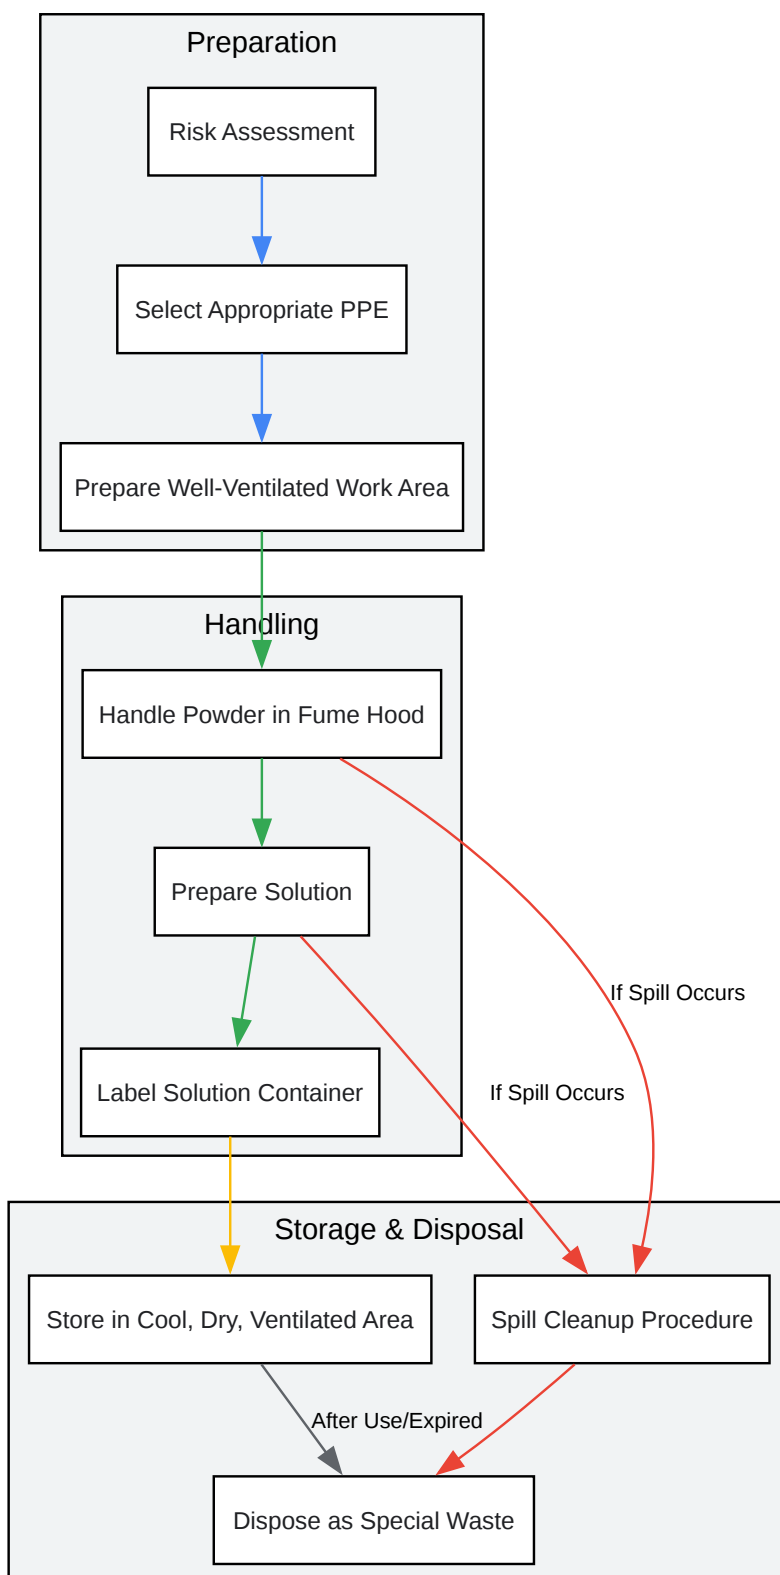 Preparation
Risk Assessment
Select Appropriate PPE
Prepare Well-Ventilated Work Area
Handling
Handle Powder in Fume Hood
Prepare Solution
If Spill Occurs
If Spill Occurs
Label Solution Container
Storage & Disposal
Store in Cool, Dry, Ventilated Area
Spill Cleanup Procedure
After Use/Expired
Dispose as Special Waste